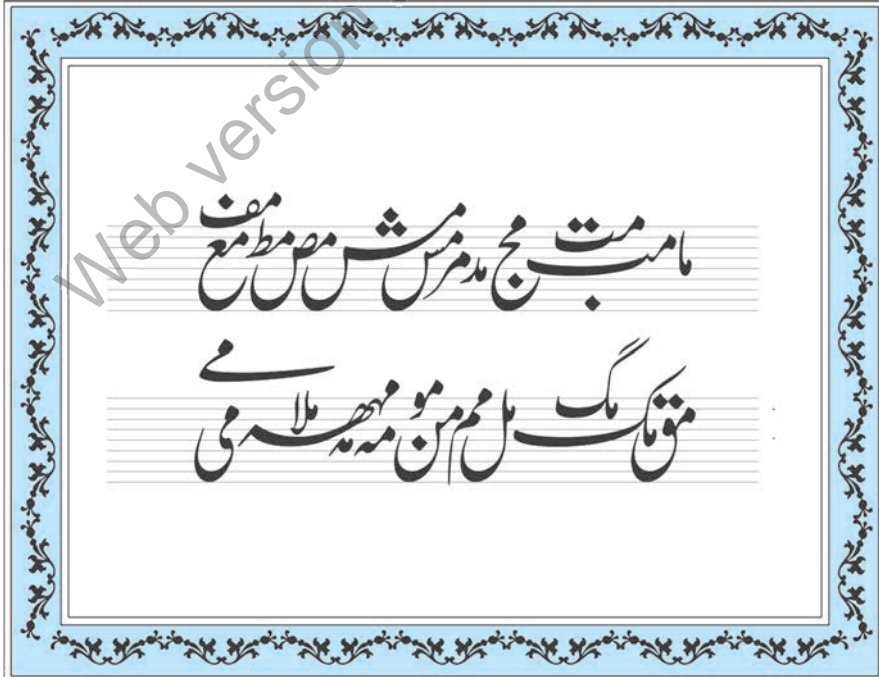 Web version
ما مب مت مج مد مر مس مش مص مط مع مف
مق مک مگ مل مم من مو مہ ملا می مے